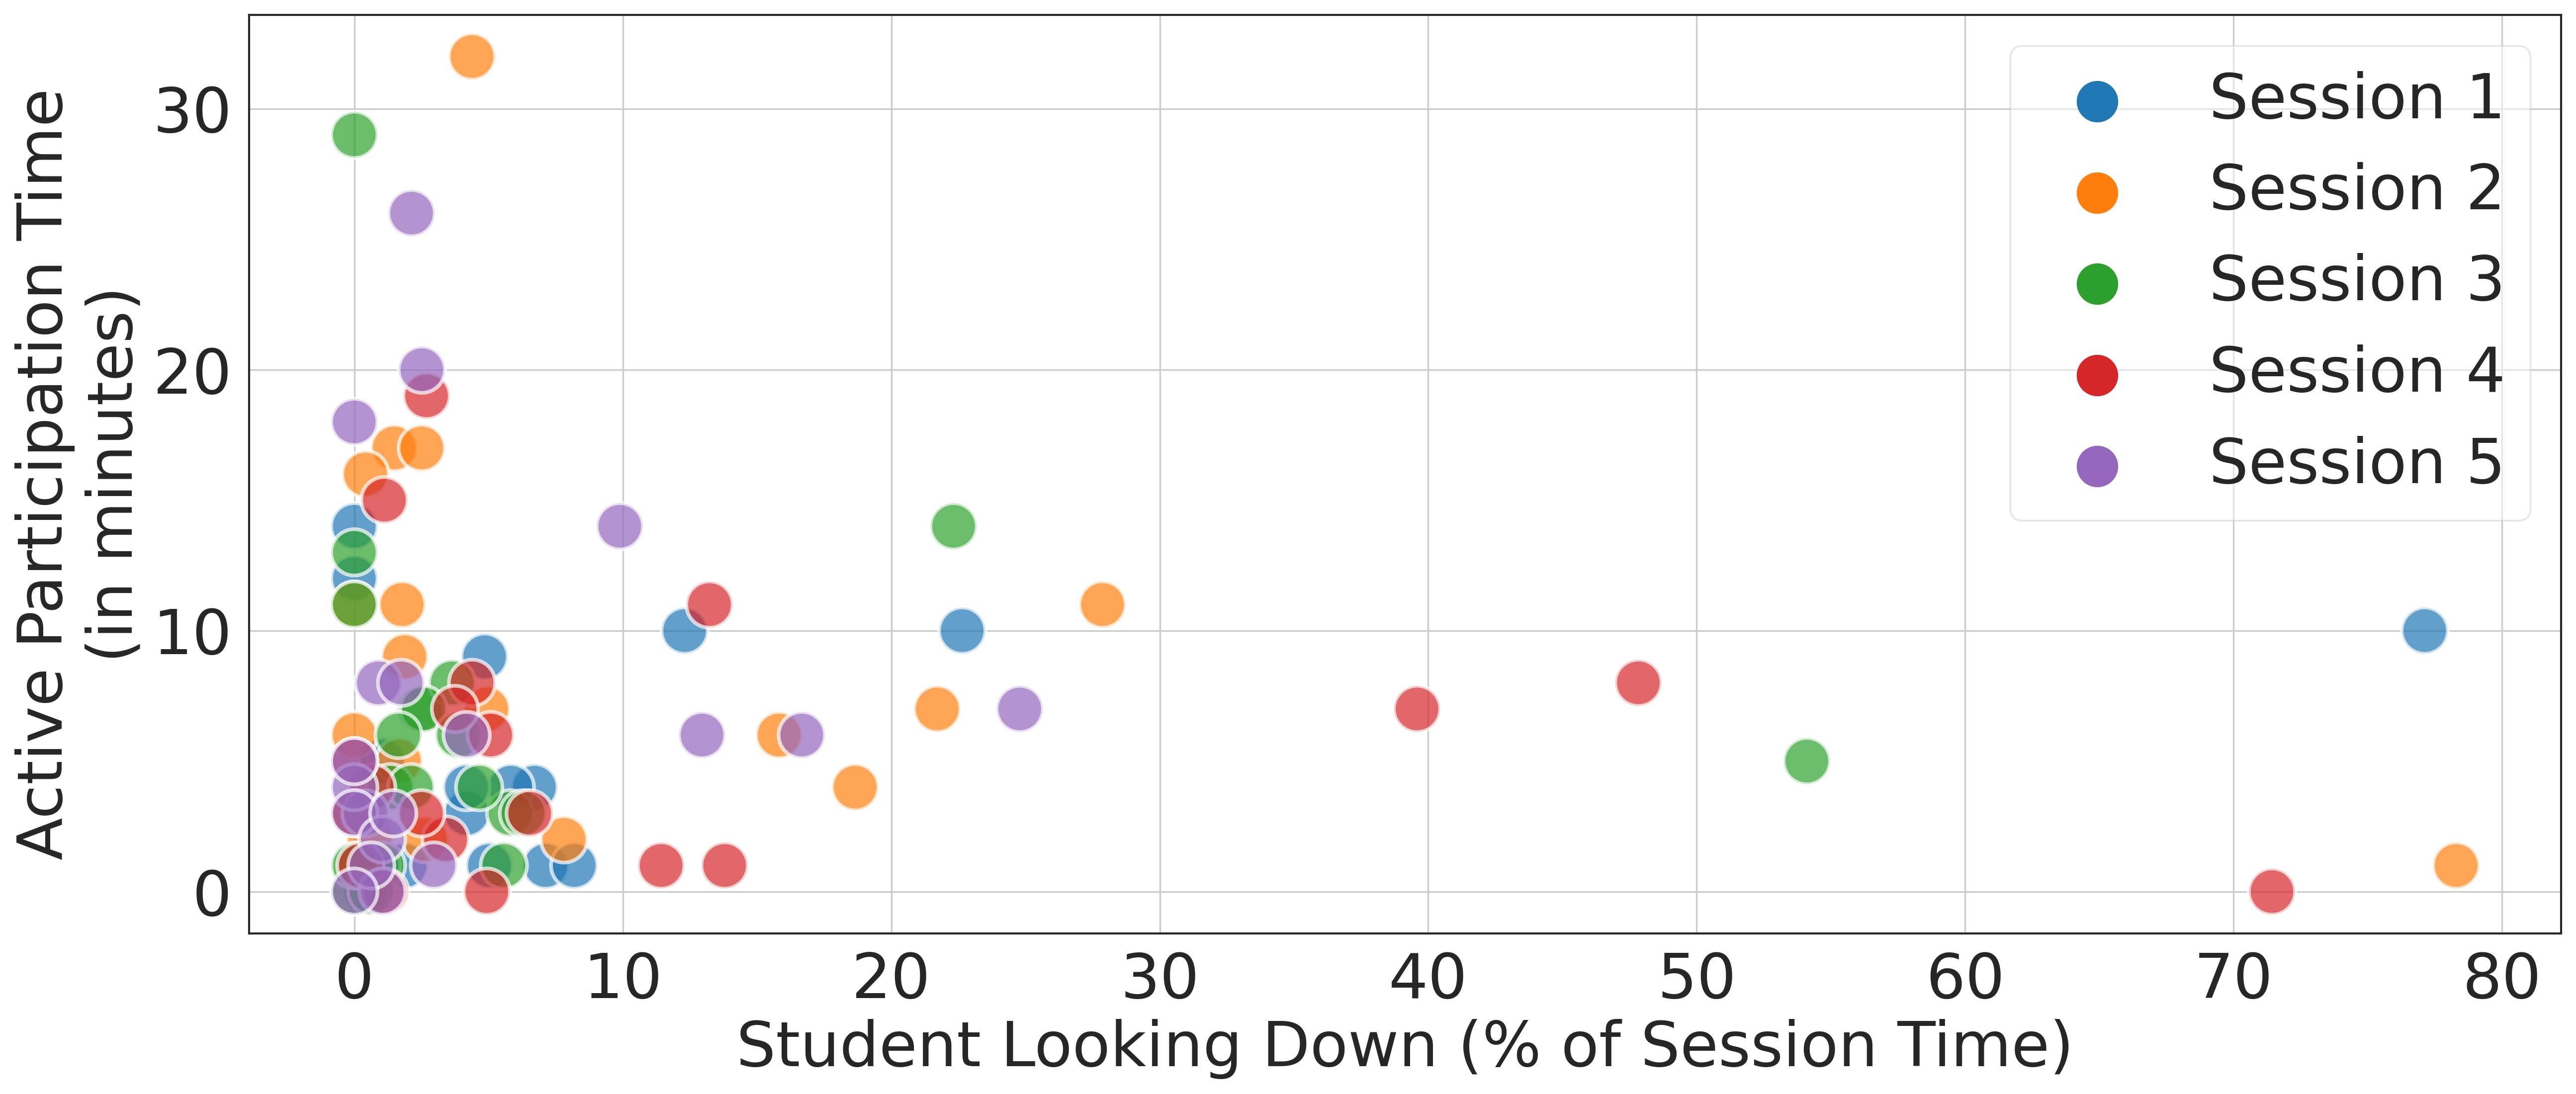 Active Participation Time
(in minutes)
30
20
10
0
Session 1
Session 2
Session 3
Session 4
Session 5
0 10 20 30 40 50 60 70 80
Student Looking Down (% of Session Time)